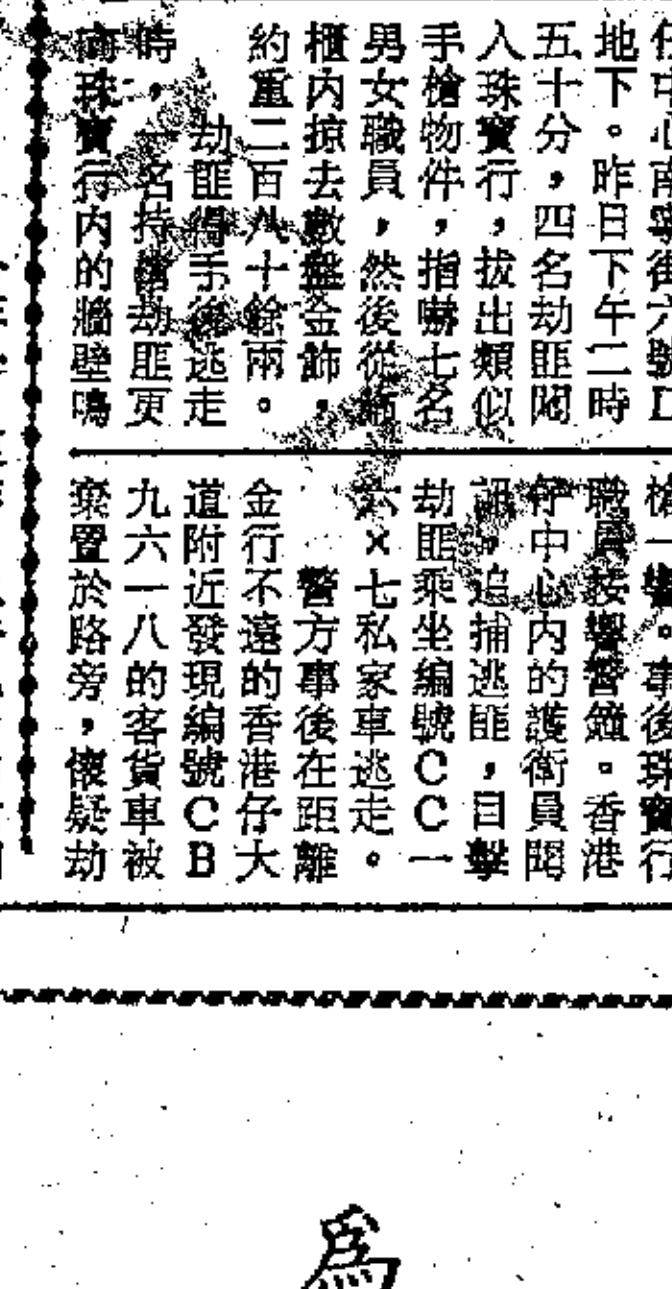 仔中心南寧街六號
地下。昨日下午二時
五十分,四名劫匪闖
入珠寶行,拔出類似
手槍物件,指嚇七名
男女職員,然後從飾
櫃內掠去數盤金飾,
約重二百八十餘兩。
劫匪得手後逃走
時,一名持槍劫匪更
向珠寶行內的牆壁鳴
槍一響。事後珠寶行
職員按響警鐘。香港
仔中心內的護衛員聞
訊,追捕逃匪,目擊
劫匪乘坐編號CC一
六×七私家車逃走。
警方事後在距離
金行不遠的香港仔大
道附近發現編號CB
九六一八的客貨車被
棄置於路旁,懷疑劫
為